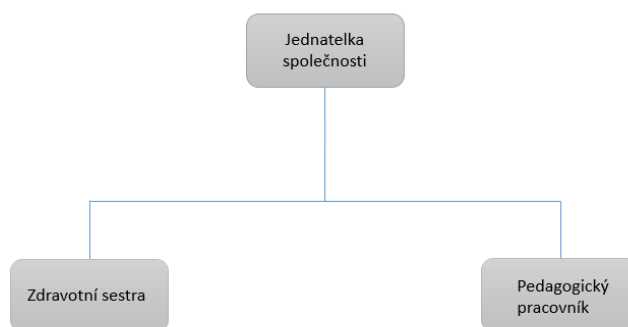 Jednatelka
společnosti
Zdravotní sestra
Pedagogický
pracovník